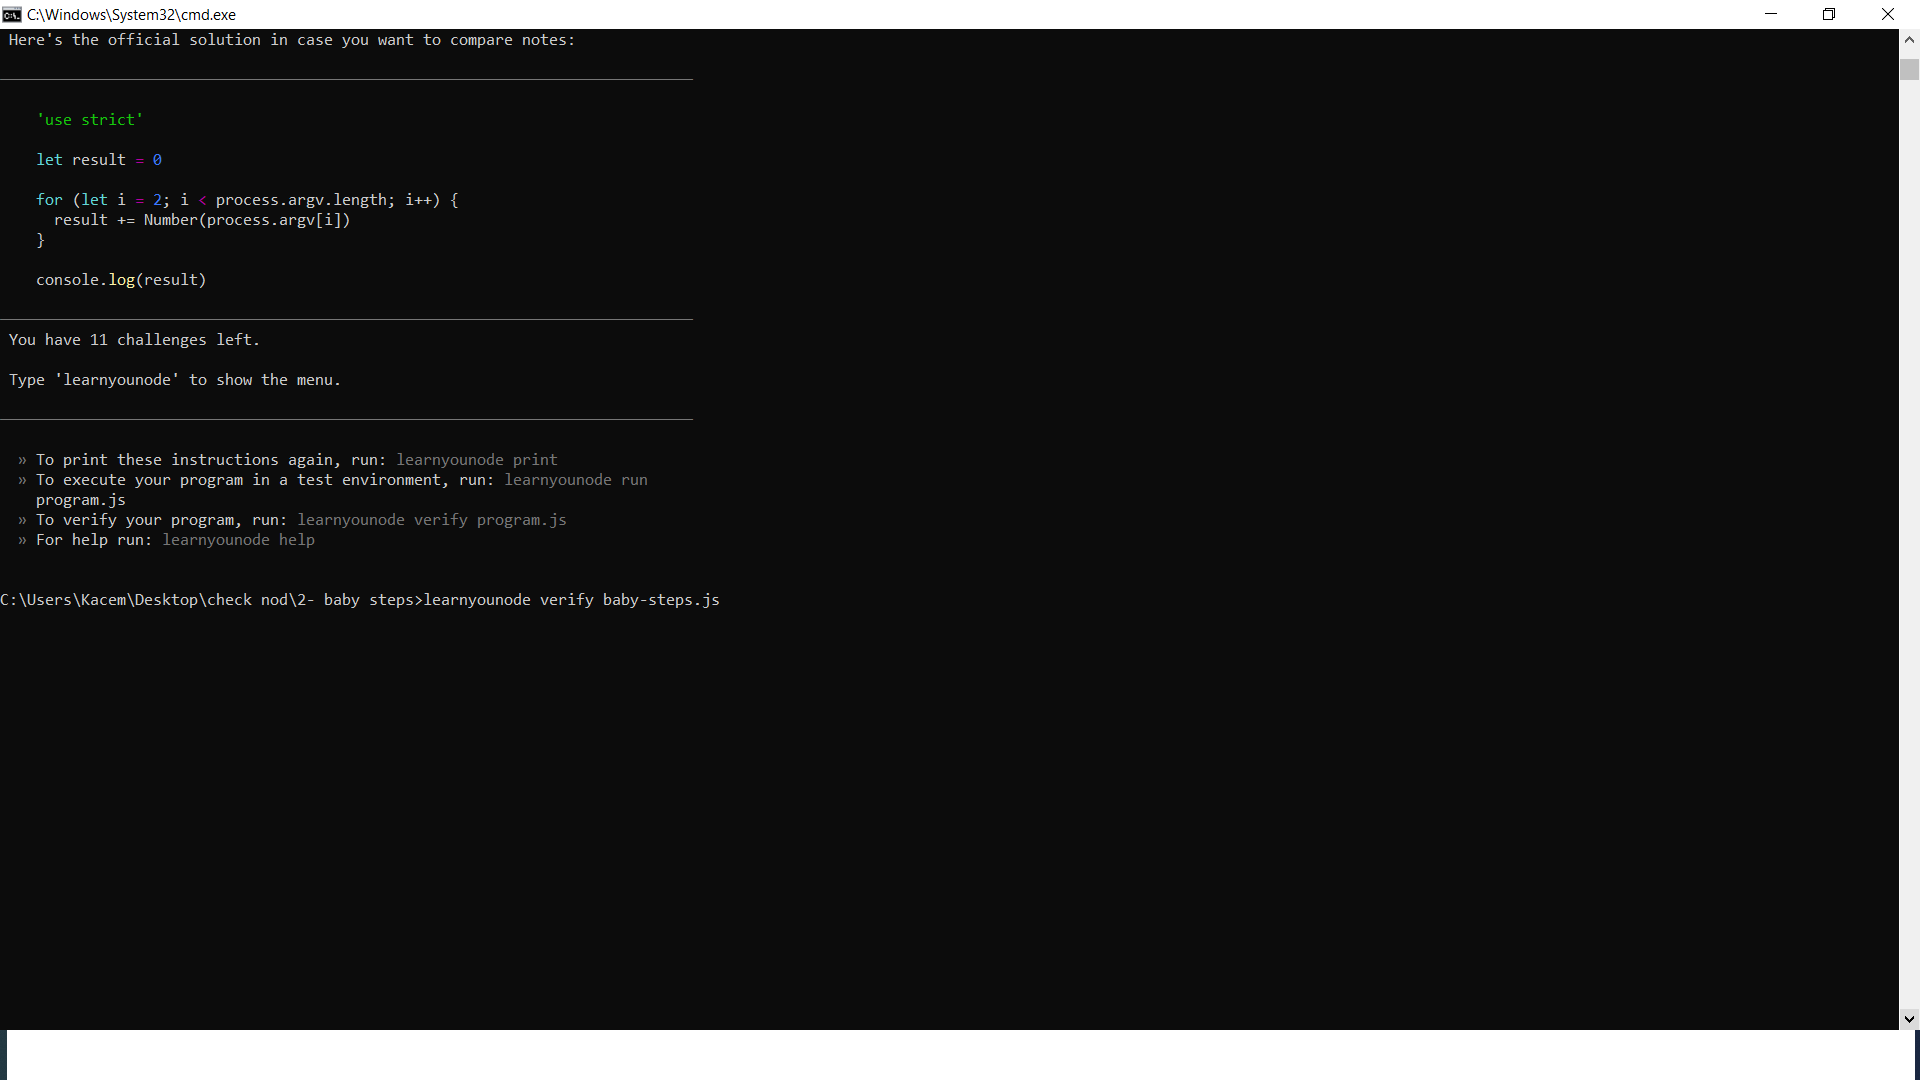 C:\Windows\System32\cmd.exe
Here's the official solution in case you want to compare notes:
'use strict'
let result = 0
for (let i = 2; i < process.argv.length; i++) {
result += Number(process.argv[i])
}
console.log(result)
You have 11 challenges left.
Type 'learnyounode' to show the menu.
» To print these instructions again, run: learnyounode print
» To execute your program in a test environment, run: learnyounode run
program.js
» To verify your program, run: learnyounode verify program.js
» For help run: learnyounode help
C:\Users\Kacem\Desktop\check nod\2- baby steps>learnyounode verify baby-steps.js